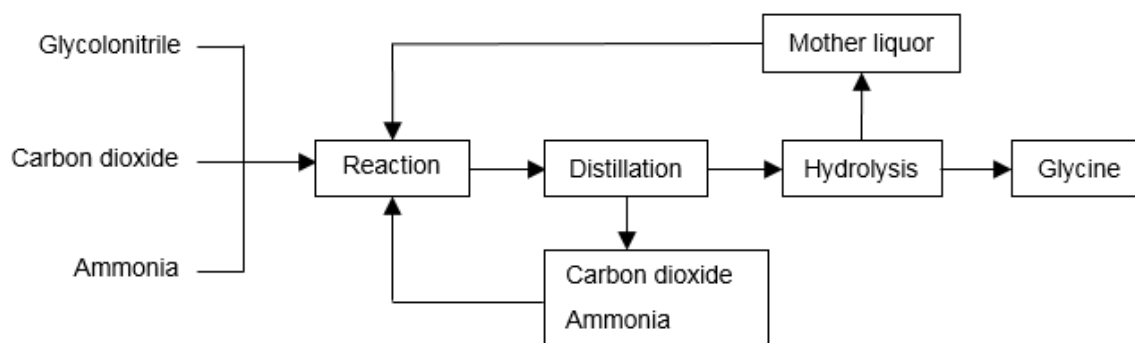 Glycolonitrile
Mother liquor
Carbon dioxide
Reaction
Distillation
Hydrolysis
Glycine
Ammonia
Carbon dioxide
Ammonia